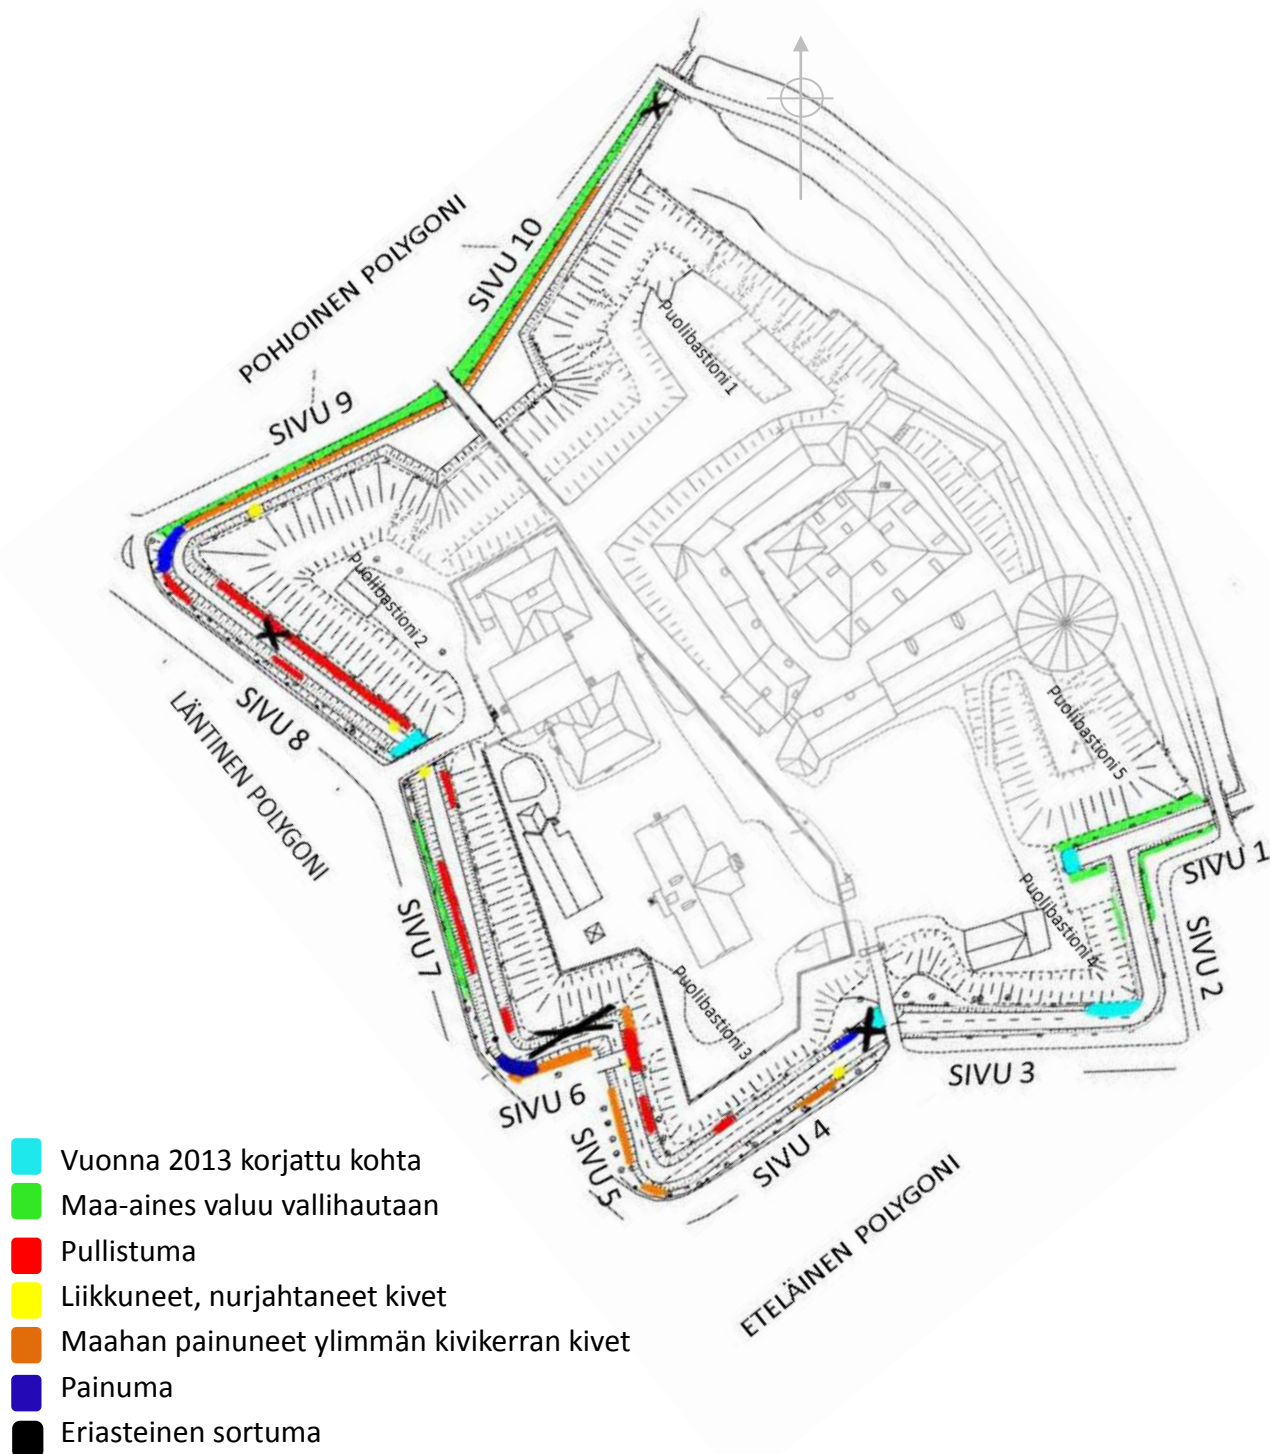 POHJOINEN POLYGONI
SIVU 10
Puolibastioni 1
SIVU 9
Puolibastioni 2
SIVU 8
LÄNTINEN POLYGONI
Puolibastioni 5
SIVU 1
Puolibastioni 4
SIVU 2
SIVU 7
Puolibastioni 3
SIVU 3
SIVU 6
SIVU 5
SIVU 4
ETELÄINEN POLYGONI
Vuonna 2013 korjattu kohta
Maa-aines valuu vallihautaan
Pullistuma
Liikkuneet, nurjahtaneet kivet
Maahan painuneet ylimmän kivikerran kivet
Painuma
Eriasteinen sortuma